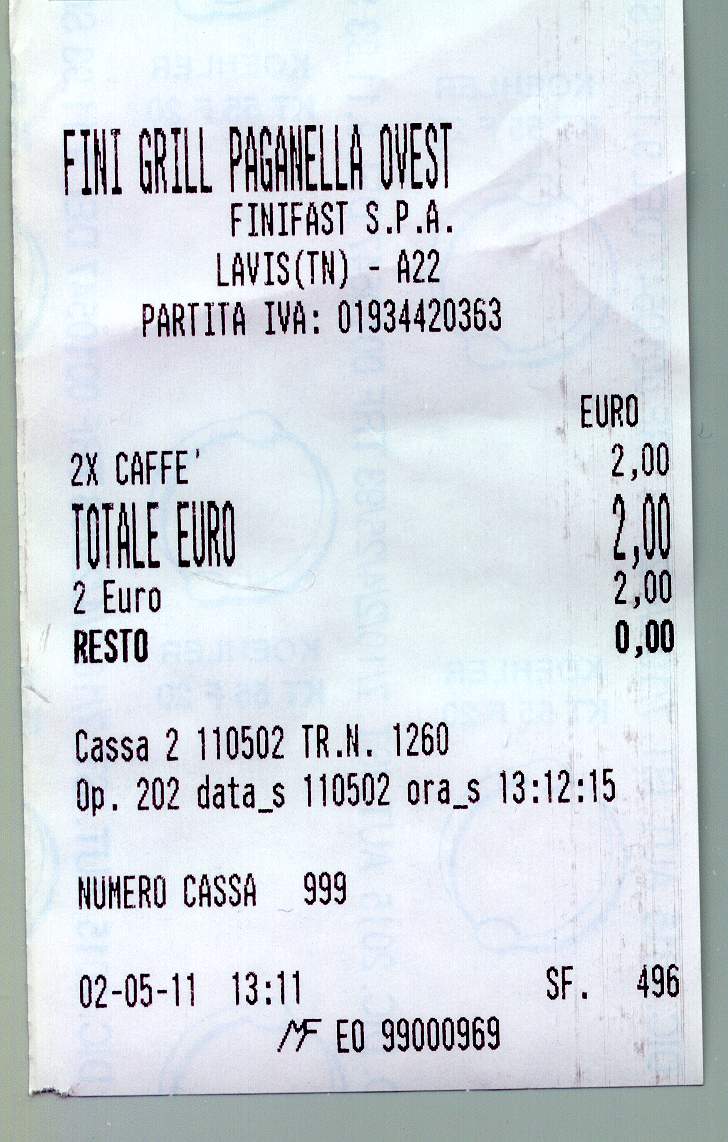 FINI GRILL PAGANELLA OVEST
FINIFAST S.P.A.
LAVIS(TN) - A22
PARTITA IVA: 01934420363
EURO
2X CAFFE' 2,00
TOTALE EURO 2,00
2 Euro 2,00
RESTO 0,00
Cassa 2 110502 TR.N. 1260
Op. 202 data_s 110502 ora_s 13:12:15
NUMERO CASSA 999
02-05-11 13:11 SF. 496
MF EO 99000969